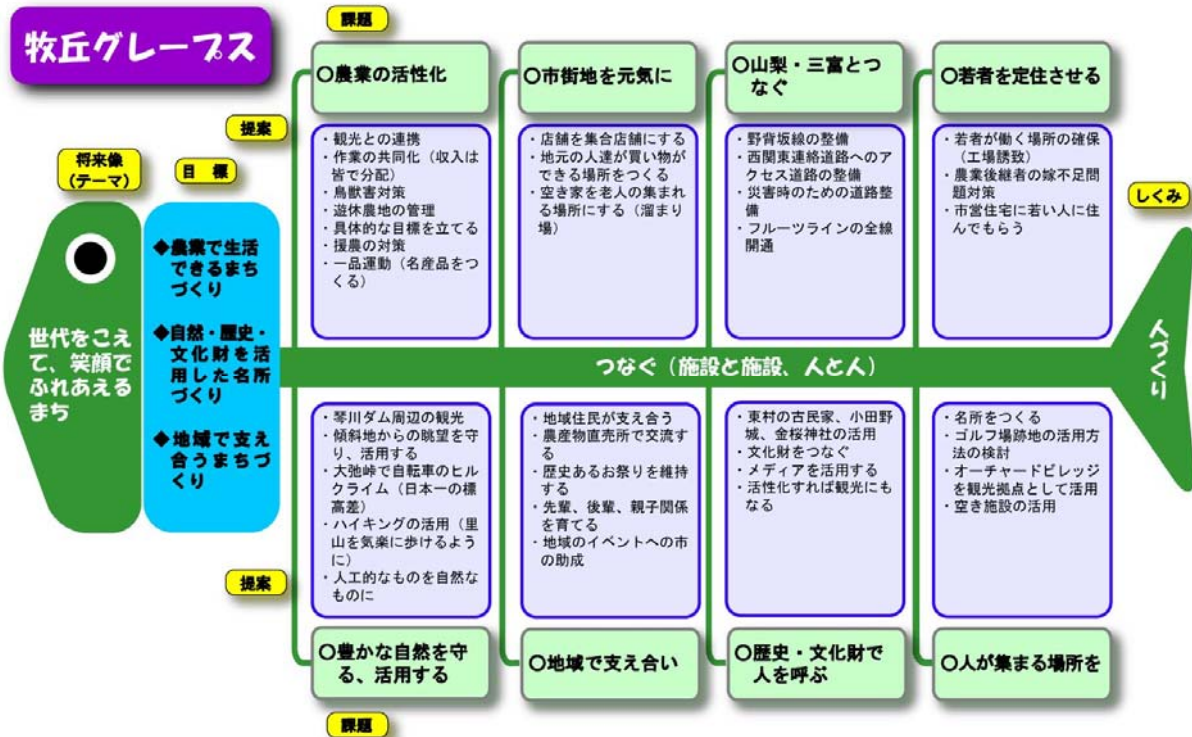 牧丘グレープス
課題
○農業の活性化
○市街地を元気に
○山梨・三富とつ
なぐ
○若者を定住させる
提案
・観光との連携
・作業の共同化（収入は
皆で分配）
・鳥獣害対策
・遊休農地の管理
・具体的な目標を立てる
・援農の対策
・一品運動（名産品をつ
くる）
・店舗を集合店舗にする
・地元の人達が買い物が
できる場所をつくる
・空き家を老人の集まれ
る場所にする（溜まり
場）
・野背坂線の整備
・西関東連絡道路へのア
クセス道路の整備
・災害時のための道路整
備
・フルーツラインの全線
開通
・若者が働く場所の確保
（工場誘致）
・農業後継者の嫁不足問
題対策
・市営住宅に若い人に住
んでもらう
将来像
（テーマ）
目 標
しくみ
世代をこえ
て、笑顔で
ふれあえる
まち
◆農業で生活
できるまち
づくり
◆自然・歴史・
文化財を活
用した名所
づくり
◆地域で支え
合うまちづ
くり
つなぐ（施設と施設、人と人）
人づくり
・琴川ダム周辺の観光
・傾斜地からの眺望を守
り、活用する
・大弛峠で自転車のヒル
クライム（日本一の標
高差）
・ハイキングの活用（里
山を気楽に歩けるよう
に）
・人工的なものを自然な
ものに
・地域住民が支え合う
・農産物直売所で交流す
る
・歴史あるお祭りを維持
する
・先輩、後輩、親子関係
を育てる
・地域のイベントへの市
の助成
・東村の古民家、小田野
城、金桜神社の活用
・文化財をつなぐ
・メディアを活用する
・活性化すれば観光にも
なる
・名所をつくる
・ゴルフ場跡地の活用方
法の検討
・オーチャードビレッジ
を観光拠点として活用
・空き施設の活用
提案
○豊かな自然を守
る、活用する
○地域で支え合い
○歴史・文化財で
人を呼ぶ
○人が集まる場所を
課題